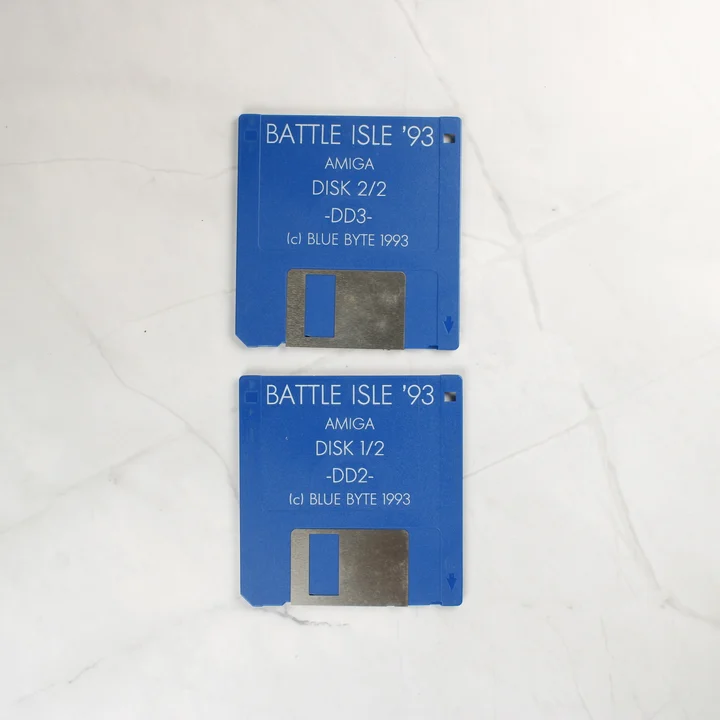 BATTLE ISLE '93
AMIGA
DISK 2/2
-DD3-
(c) BLUE BYTE 1993
BATTLE ISLE '93
AMIGA
DISK 1/2
-DD2-
(c) BLUE BYTE 1993